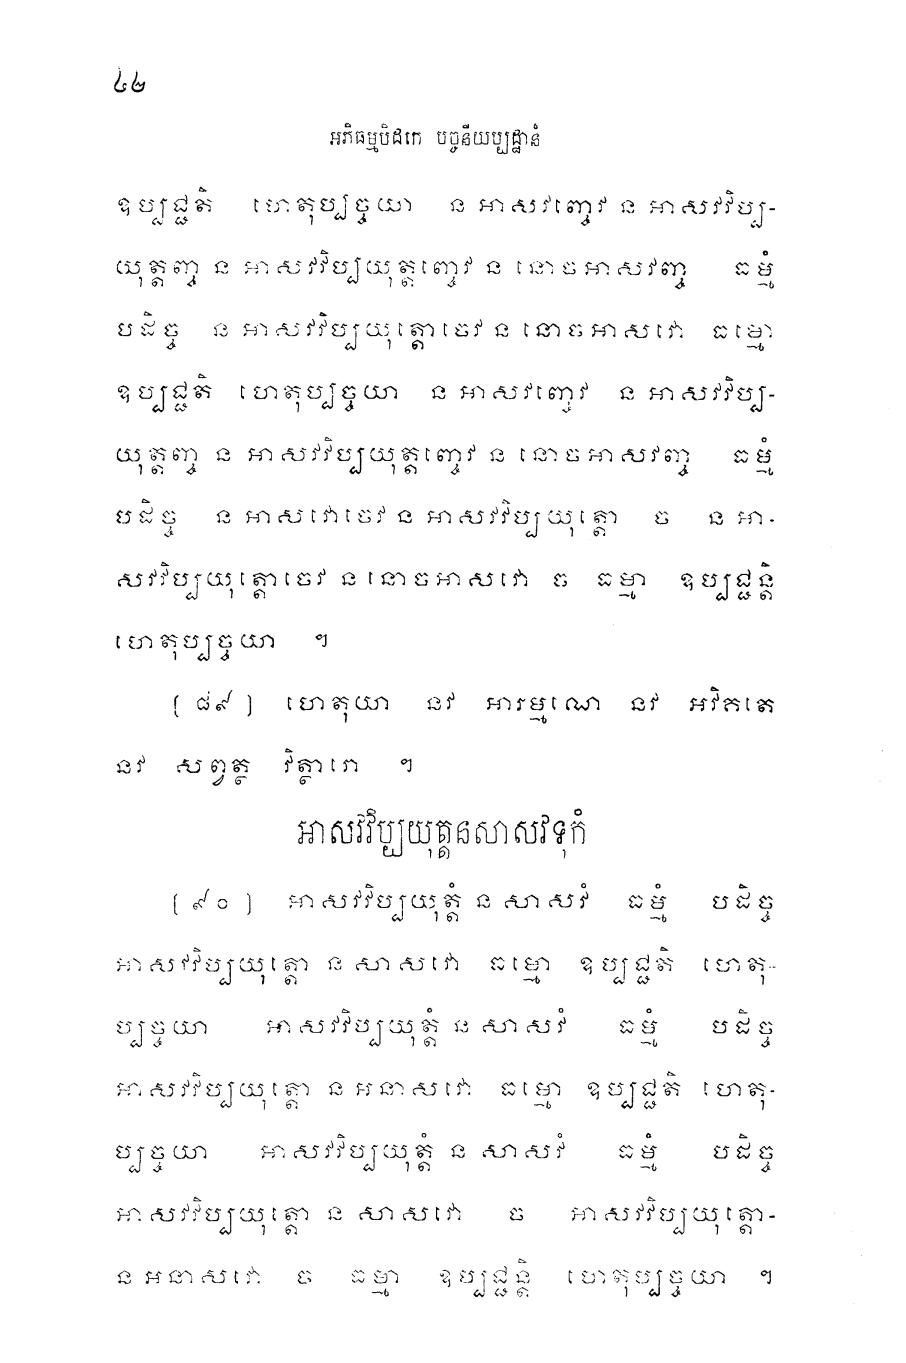 ៤២
អភិធម្មបិដកេ បច្ចនីយប្បដ្ឋានំ
ឧប្បជ្ជតិ ហេតុប្បច្ចយា ន អាសវញ្ចេវ ន អាសវវិប្ប-
យុត្តញ្ច ន អាសវវិប្បយុត្តញ្ចេវ ន នោចអាសវញ្ច ធម្មំ
បដិច្ច ន អាសវវិប្បយុត្តោចេវ ន នោចអាសវោ ធម្មោ
ឧប្បជ្ជតិ ហេតុប្បច្ចយា ន អាសវញ្ចេវ ន អាសវវិប្ប-
យុត្តញ្ច ន អាសវវិប្បយុត្តញ្ចេវ ន នោចអាសវញ្ច ធម្មំ
បដិច្ច ន អាសវោចេវ ន អាសវវិប្បយុត្តោ ច ន អា-
សវវិប្បយុត្តោចេវ ន នោចអាសវោ ច ធម្មា ឧប្បជ្ជន្តិ
ហេតុប្បច្ចយា ។
[ ៨៩ ] ហេតុយា នវ អារម្មណេ នវ អវិគតេ
នវ សព្វត្ថ វិត្ថារោ ។
អាសវវិប្បយុត្តនសាសវទុកំ
[ ៩០ ] អាសវវិប្បយុត្តំ ន សាសវំ ធម្មំ បដិច្ច
អាសវវិប្បយុត្តោ ន សាសវោ ធម្មោ ឧប្បជ្ជតិ ហេតុ-
ប្បច្ចយា អាសវវិប្បយុត្តំ ន សាសវំ ធម្មំ បដិច្ច
អាសវវិប្បយុត្តោ ន អនាសវោ ធម្មោ ឧប្បជ្ជតិ ហេតុ-
ប្បច្ចយា អាសវវិប្បយុត្តំ ន សាសវំ ធម្មំ បដិច្ច
អាសវវិប្បយុត្តោ ន សាសវោ ច អាសវវិប្បយុត្តោ-
ន អនាសវោ ច ធម្មា ឧប្បជ្ជន្តិ ហេតុប្បច្ចយា ។